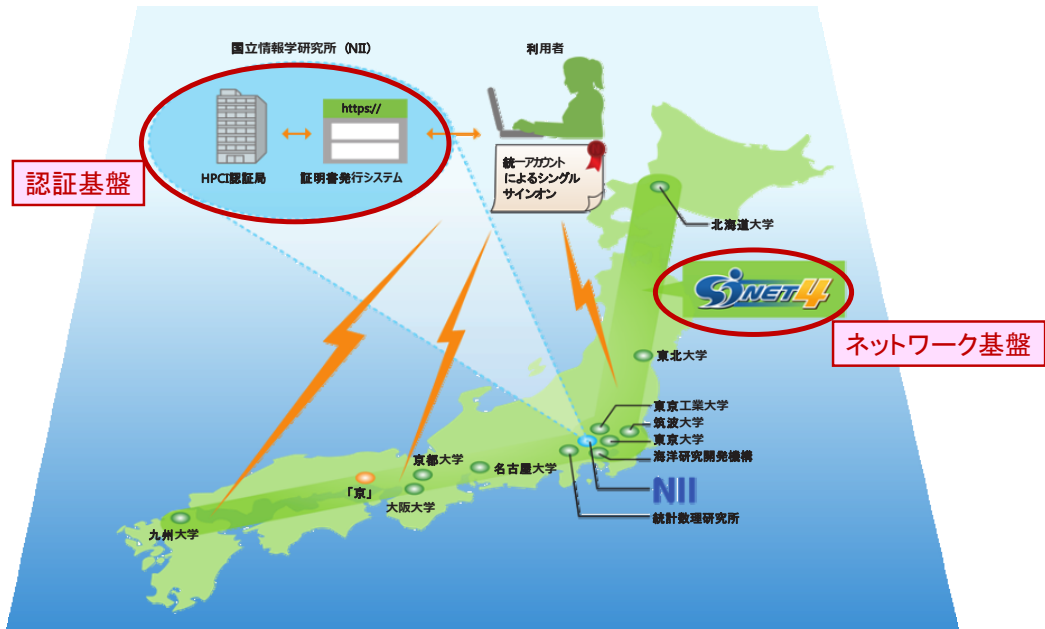 国立情報学研究所（NII）
利用者
https://
HPCI認証局
証明書発行システム
統一アカウント
によるシングル
サインオン
認証基盤
北海道大学
SiNET4
ネットワーク基盤
東北大学
東京工業大学
筑波大学
東京大学
海洋研究開発機構
NII
統計数理研究所
名古屋大学
京都大学
「京」
大阪大学
九州大学